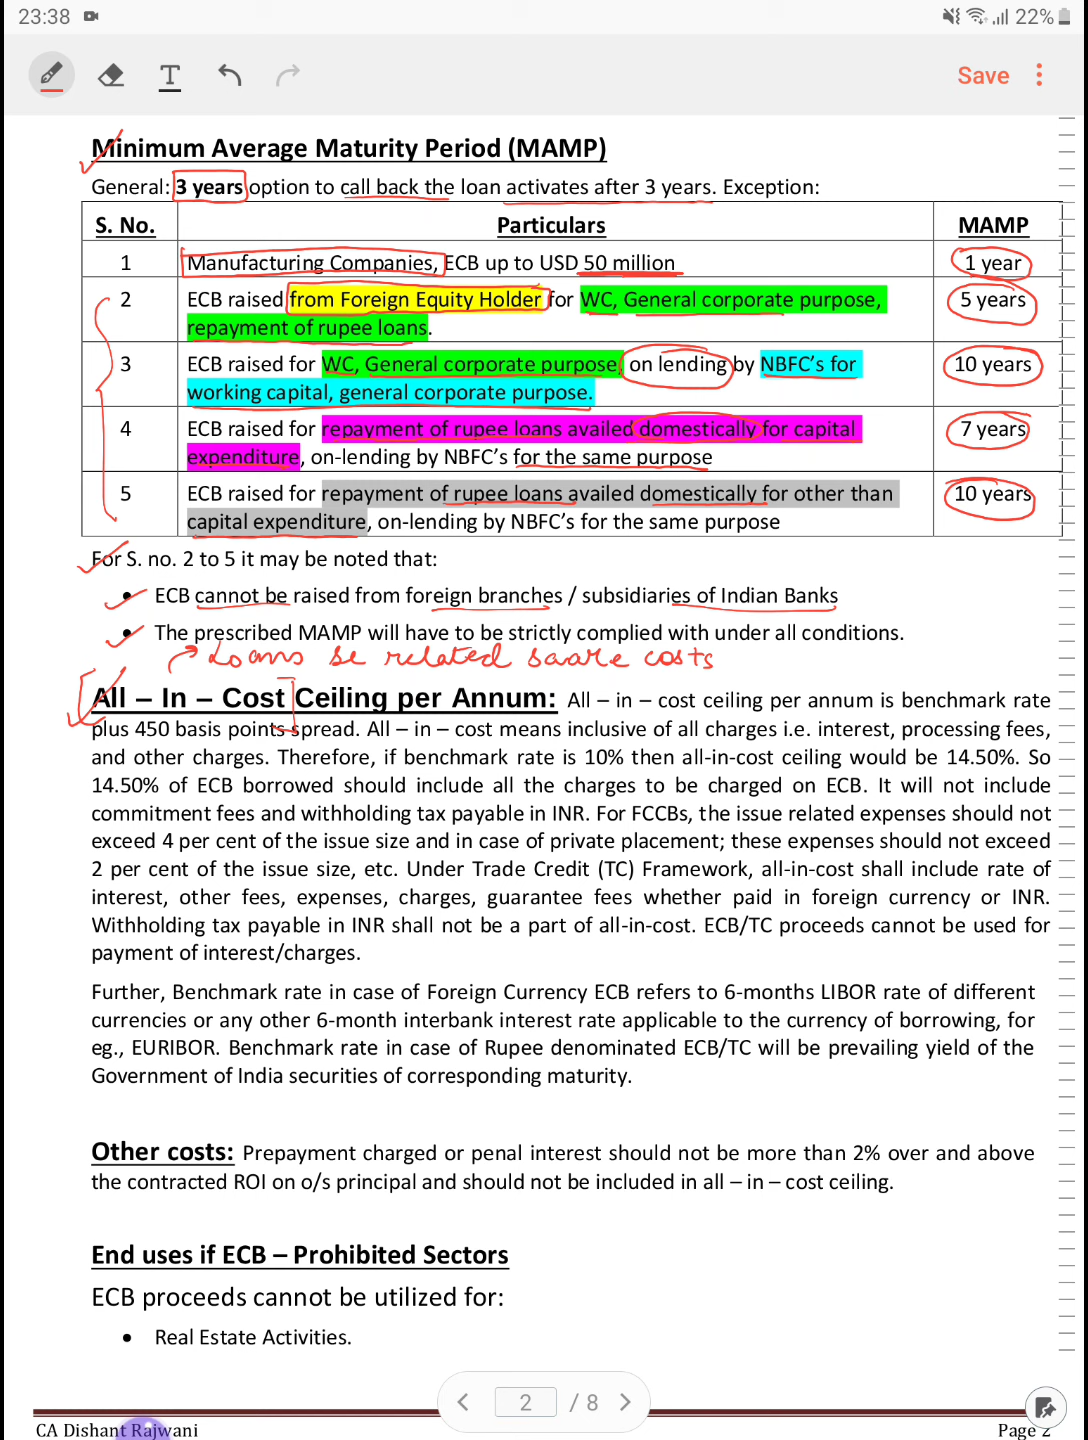 23:38
22%
T
Save
Minimum Average Maturity Period (MAMP)
General: 3 years option to call back the loan activates after 3 years. Exception:
S. No. Particulars MAMP
1 Manufacturing Companies, ECB up to USD 50 million 1 year
2 ECB raised from Foreign Equity Holder for WC, General corporate purpose, 5 years
repayment of rupee loans.
3 ECB raised for WC, General corporate purpose, on lending by NBFC's for 10 years
working capital, general corporate purpose.
4 ECB raised for repayment of rupee loans availed domestically for capital 7 years
expenditure, on-lending by NBFC's for the same purpose
5 ECB raised for repayment of rupee loans availed domestically for other than 10 years
capital expenditure, on-lending by NBFC's for the same purpose
For S. no. 2 to 5 it may be noted that:
• ECB cannot be raised from foreign branches / subsidiaries of Indian Banks
• The prescribed MAMP will have to be strictly complied with under all conditions.
Loans se related saare costs
All – In – Cost Ceiling per Annum: All – in – cost ceiling per annum is benchmark rate
plus 450 basis points spread. All – in – cost means inclusive of all charges i.e. interest, processing fees,
and other charges. Therefore, if benchmark rate is 10% then all-in-cost ceiling would be 14.50%. So
14.50% of ECB borrowed should include all the charges to be charged on ECB. It will not include
commitment fees and withholding tax payable in INR. For FCCBs, the issue related expenses should not
exceed 4 per cent of the issue size and in case of private placement; these expenses should not exceed
2 per cent of the issue size, etc. Under Trade Credit (TC) Framework, all-in-cost shall include rate of
interest, other fees, expenses, charges, guarantee fees whether paid in foreign currency or INR.
Withholding tax payable in INR shall not be a part of all-in-cost. ECB/TC proceeds cannot be used for
payment of interest/charges.
Further, Benchmark rate in case of Foreign Currency ECB refers to 6-months LIBOR rate of different
currencies or any other 6-month interbank interest rate applicable to the currency of borrowing, for
eg., EURIBOR. Benchmark rate in case of Rupee denominated ECB/TC will be prevailing yield of the
Government of India securities of corresponding maturity.
Other costs: Prepayment charged or penal interest should not be more than 2% over and above
the contracted ROI on o/s principal and should not be included in all – in – cost ceiling.
End uses if ECB – Prohibited Sectors
ECB proceeds cannot be utilized for:
• Real Estate Activities.
2 / 8
CA Dishant Rajwani Page 2